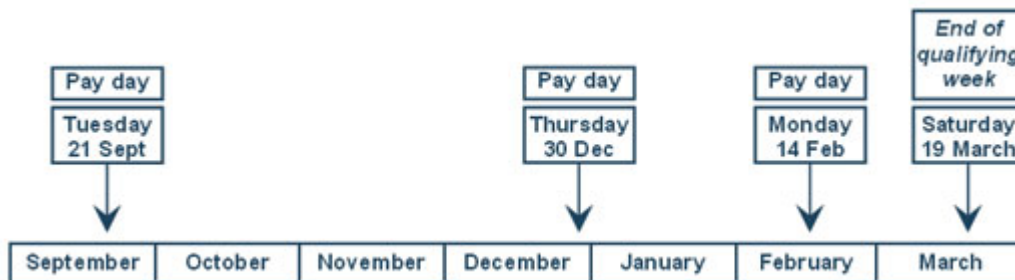 End of
qualifying
week
Pay day
Pay day
Pay day
Tuesday
21 Sept
Thursday
30 Dec
Monday
14 Feb
Saturday
19 March
September
October
November
December
January
February
March